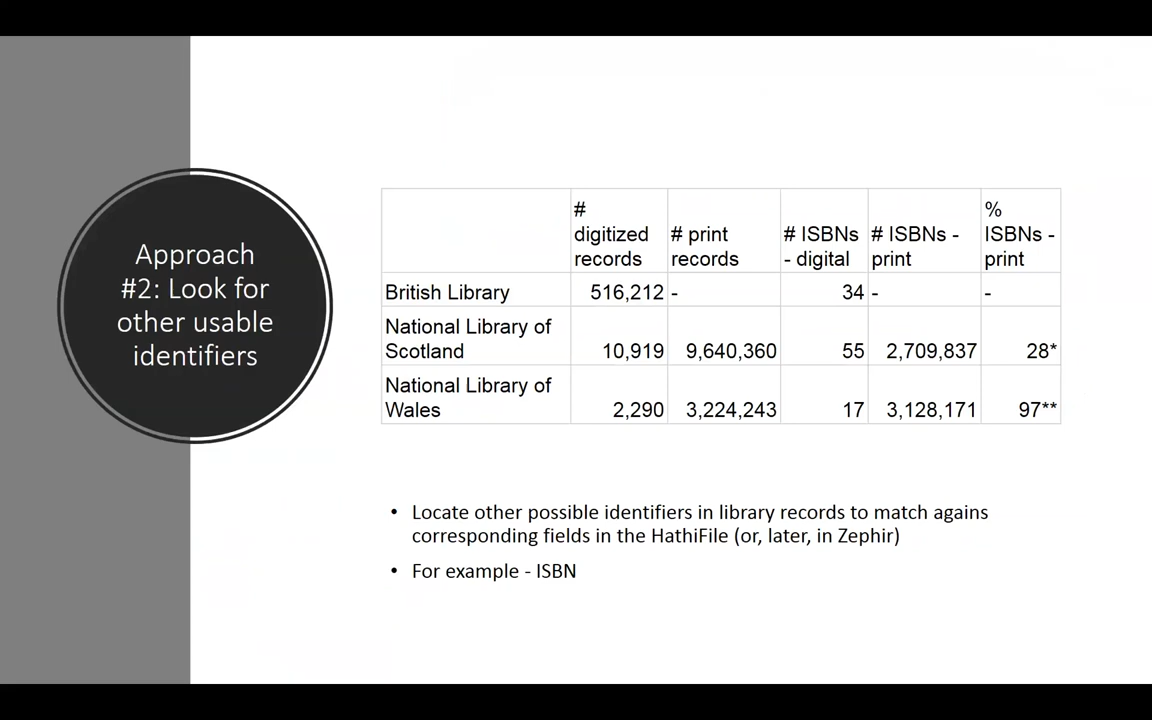 Approach
#2: Look for
other usable
identifiers
# digitized records | # print records | # ISBNs - digital | # ISBNs - print | % ISBNs - print
British Library | 516,212 | - | 34 | - | -
National Library of Scotland | 10,919 | 9,640,360 | 55 | 2,709,837 | 28*
National Library of Wales | 2,290 | 3,224,243 | 17 | 3,128,171 | 97**
• Locate other possible identifiers in library records to match agains
corresponding fields in the HathiFile (or, later, in Zephir)
• For example - ISBN